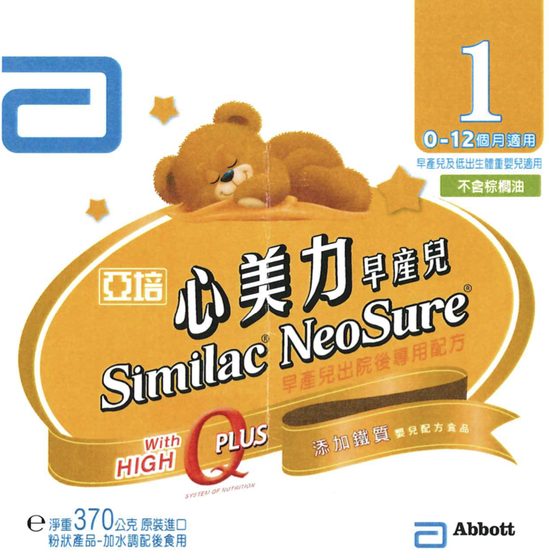 1
0-12個月適用
早產兒及低出生體重嬰兒適用
不含棕櫚油
亞培
心美力早產兒
Similac® NeoSure®
早產兒出院後專用配方
With
HIGH Q PLUS
SYSTEM OF NUTRITION
添加鐵質 嬰兒配方食品
℮ 淨重370公克 原裝進口
粉狀產品-加水調配後食用
Abbott